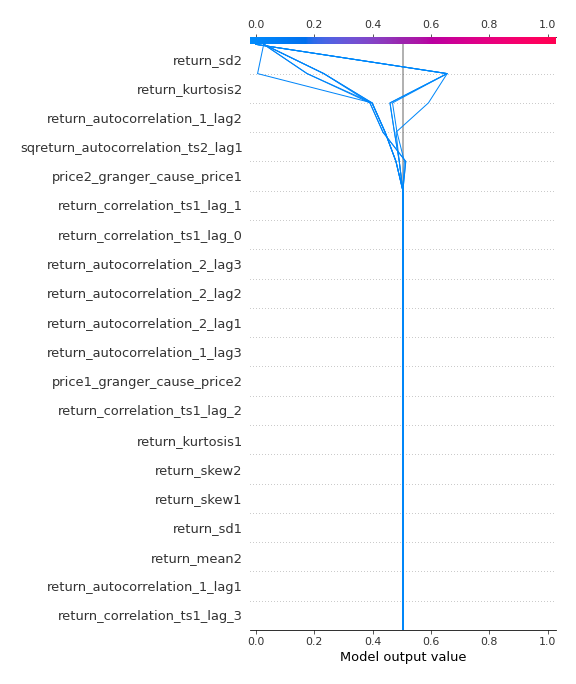 0.0 0.2 0.4 0.6 0.8 1.0
return_sd2
return_kurtosis2
return_autocorrelation_1_lag2
sqreturn_autocorrelation_ts2_lag1
price2_granger_cause_price1
return_correlation_ts1_lag_1
return_correlation_ts1_lag_0
return_autocorrelation_2_lag3
return_autocorrelation_2_lag2
return_autocorrelation_2_lag1
return_autocorrelation_1_lag3
price1_granger_cause_price2
return_correlation_ts1_lag_2
return_kurtosis1
return_skew2
return_skew1
return_sd1
return_mean2
return_autocorrelation_1_lag1
return_correlation_ts1_lag_3
0.0 0.2 0.4 0.6 0.8 1.0
Model output value